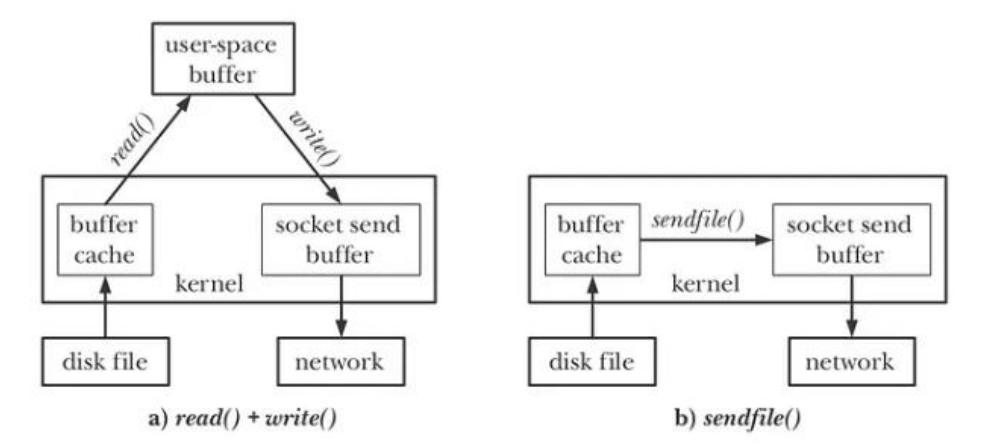 user-space
buffer
read()
write()
buffer
cache
socket send
buffer
kernel
disk file
network
a) read() + write()
buffer
cache
sendfile()
socket send
buffer
kernel
disk file
network
b) sendfile()